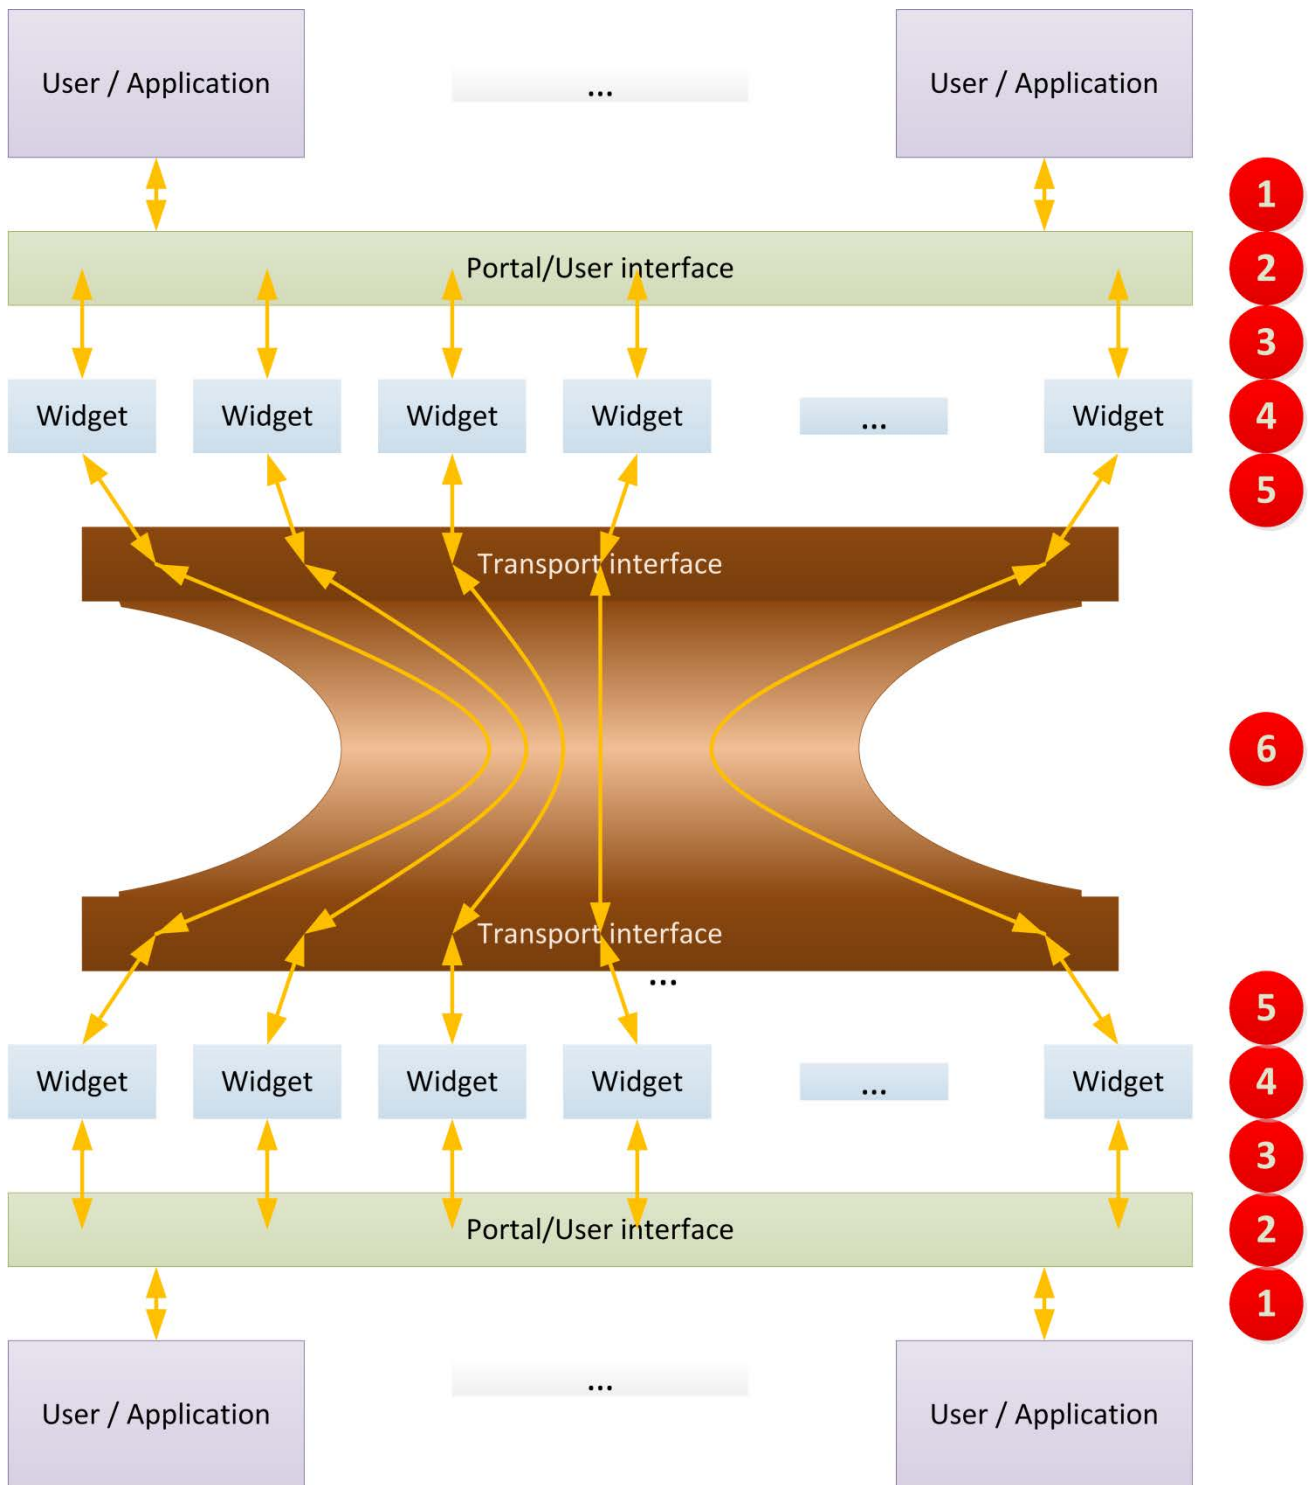 User / Application
...
User / Application
1
Portal/User interface
2
3
Widget
Widget
Widget
Widget
...
Widget
4
5
Transport interface
6
Transport interface
...
5
Widget
Widget
Widget
Widget
...
Widget
4
3
Portal/User interface
2
1
User / Application
...
User / Application